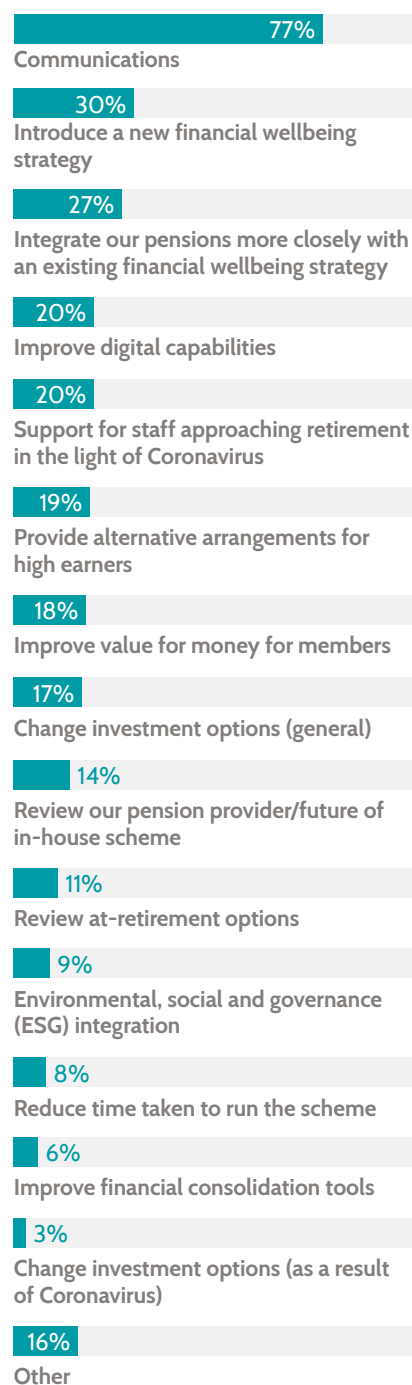 77%
Communications
30%
Introduce a new financial wellbeing
strategy
27%
Integrate our pensions more closely with
an existing financial wellbeing strategy
20%
Improve digital capabilities
20%
Support for staff approaching retirement
in the light of Coronavirus
19%
Provide alternative arrangements for
high earners
18%
Improve value for money for members
17%
Change investment options (general)
14%
Review our pension provider/future of
in-house scheme
11%
Review at-retirement options
9%
Environmental, social and governance
(ESG) integration
8%
Reduce time taken to run the scheme
6%
Improve financial consolidation tools
3%
Change investment options (as a result
of Coronavirus)
16%
Other